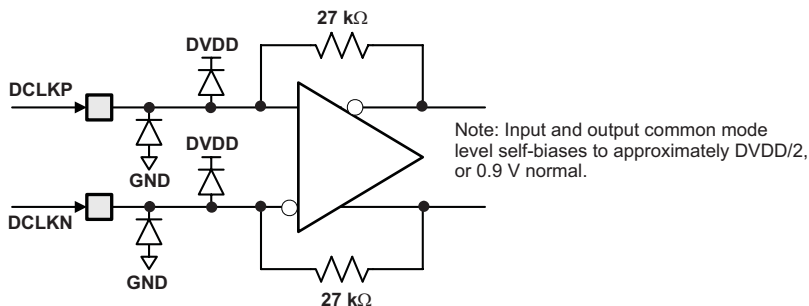 27 kΩ
DVDD
DCLKP
GND
DVDD
DCLKN
GND
27 kΩ
Note: Input and output common mode
level self-biases to approximately DVDD/2,
or 0.9 V normal.